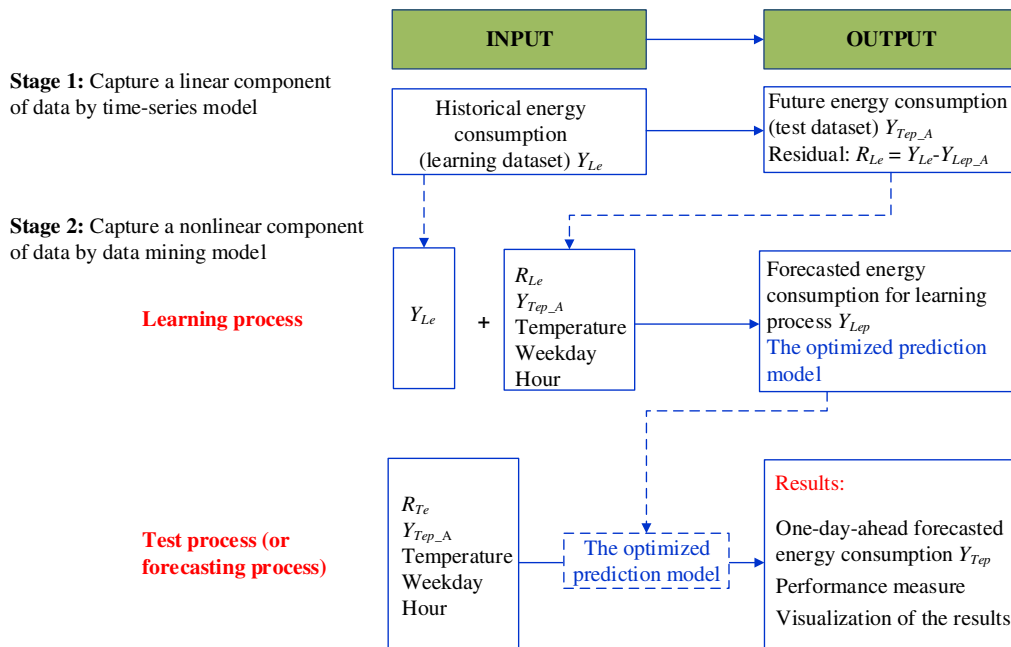 INPUT
OUTPUT
Stage 1: Capture a linear component
of data by time-series model
Historical energy
consumption
(learning dataset) Y_Le
Future energy consumption
(test dataset) Y_Tep_A
Residual: R_Le = Y_Le-Y_Lep_A
Stage 2: Capture a nonlinear component
of data by data mining model
Learning process
Y_Le
+
R_Le
Y_Tep_A
Temperature
Weekday
Hour
Forecasted energy
consumption for learning
process Y_Lep
The optimized prediction
model
Test process (or
forecasting process)
R_Te
Y_Tep_A
Temperature
Weekday
Hour
The optimized
prediction model
Results:
One-day-ahead forecasted
energy consumption Y_Tep
Performance measure
Visualization of the results